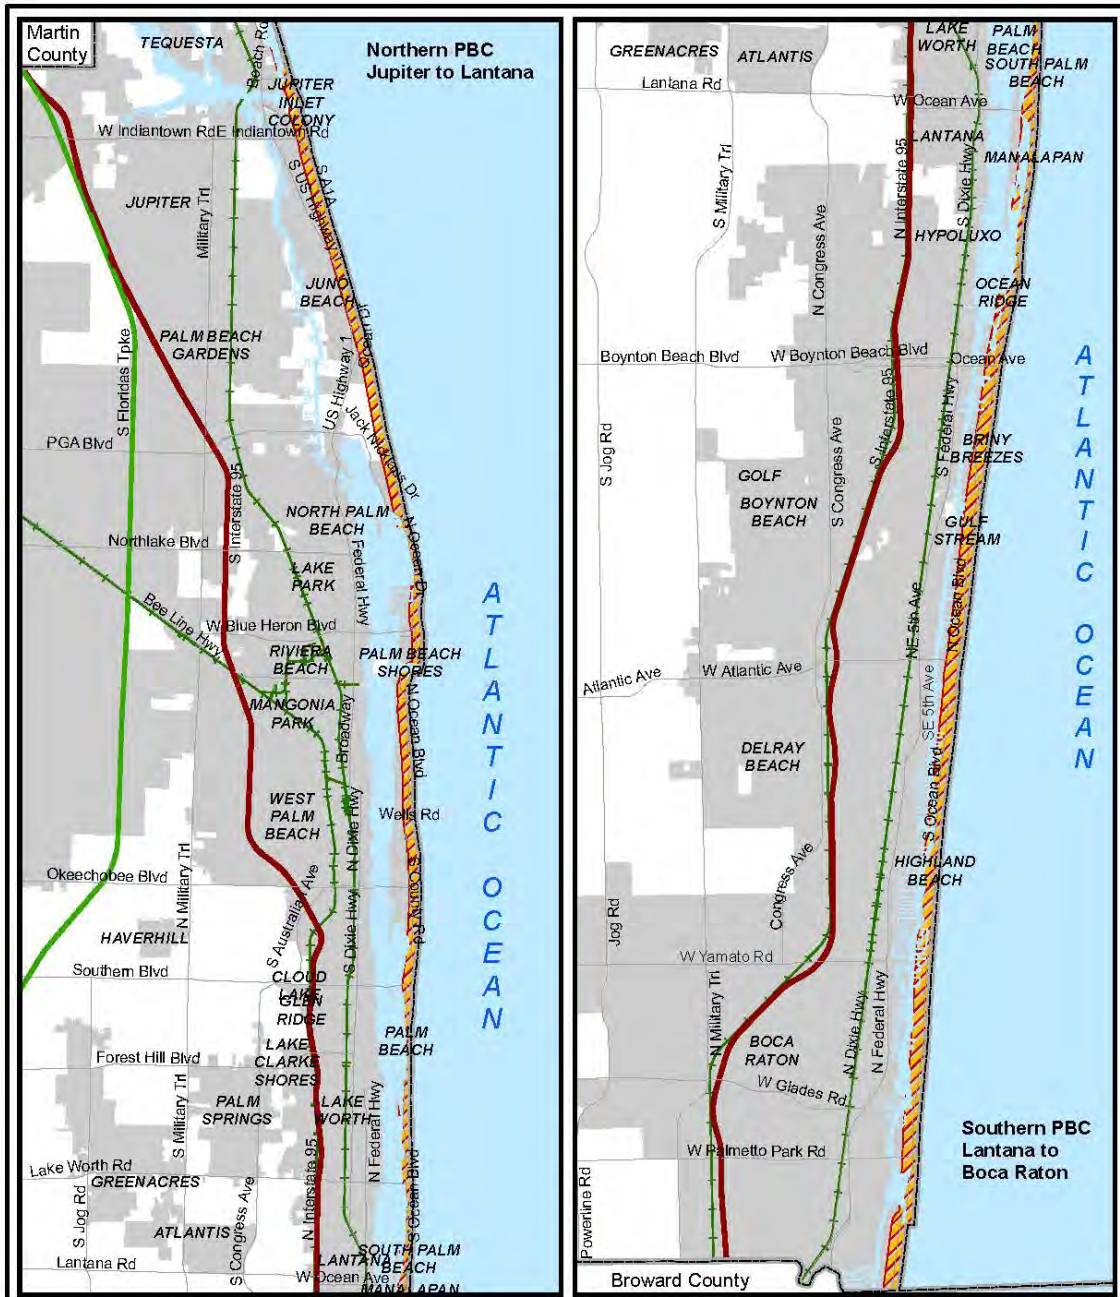 Martin
County
TEQUESTA
Beach Rd
Northern PBC
Jupiter to Lantana
JUPITER
INLET
COLONY
W Indiantown Rd
E Indiantown Rd
S A1A
S US Highway 1
JUPITER
Military Trl
JUNO
BEACH
PALM BEACH
GARDENS
S Floridas Tpke
US Highway 1
Jack Nicklaus Dr
PGA Blvd
S Interstate 95
NORTH PALM
BEACH
N Ocean Dr
Northlake Blvd
LAKE
PARK
Federal Hwy
Bee Line Hwy
W Blue Heron Blvd
RIVIERA
BEACH
PALM BEACH
SHORES
MANGONIA
PARK
Broadway
N Ocean Blvd
ATLANTIC OCEAN
WEST
PALM
BEACH
Wells Rd
N Dixie Hwy
Okeechobee Blvd
N Military Trl
S Australian Ave
S County Rd
HAVERHILL
S Dixie Hwy
Southern Blvd
CLOUD
LAKE
GLEN
RIDGE
PALM
BEACH
Forest Hill Blvd
LAKE
CLARKE
SHORES
S Military Trl
PALM
SPRINGS
LAKE
WORTH
N Federal Hwy
Lake Worth Rd
GREENACRES
S Jog Rd
S Congress Ave
N Interstate 95
S Ocean Blvd
ATLANTIS
SOUTH PALM
BEACH
Lantana Rd
LANTANA
W Ocean Ave
MANALAPAN
LAKE
WORTH
PALM
BEACH
GREENACRES
ATLANTIS
SOUTH PALM
BEACH
Lantana Rd
W Ocean Ave
LANTANA
MANALAPAN
S Military Trl
N Interstate 95
S Dixie Hwy
HYPOLUXO
N Congress Ave
OCEAN
RIDGE
Boynton Beach Blvd
W Boynton Beach Blvd
Ocean Ave
S Interstate 95
S Jog Rd
S Congress Ave
S Federal Hwy
BRINY
BREEZES
GOLF
BOYNTON
BEACH
GULF
STREAM
ATLANTIC OCEAN
N Ocean Blvd
NE 5th Ave
Atlantic Ave
W Atlantic Ave
SE 5th Ave
DELRAY
BEACH
S Ocean Blvd
HIGHLAND
BEACH
Congress Ave
Jog Rd
W Yamato Rd
N Military Trl
N Dixie Hwy
N Federal Hwy
BOCA
RATON
W Glades Rd
W Palmetto Park Rd
Southern PBC
Lantana to
Boca Raton
Powerline Rd
Broward County